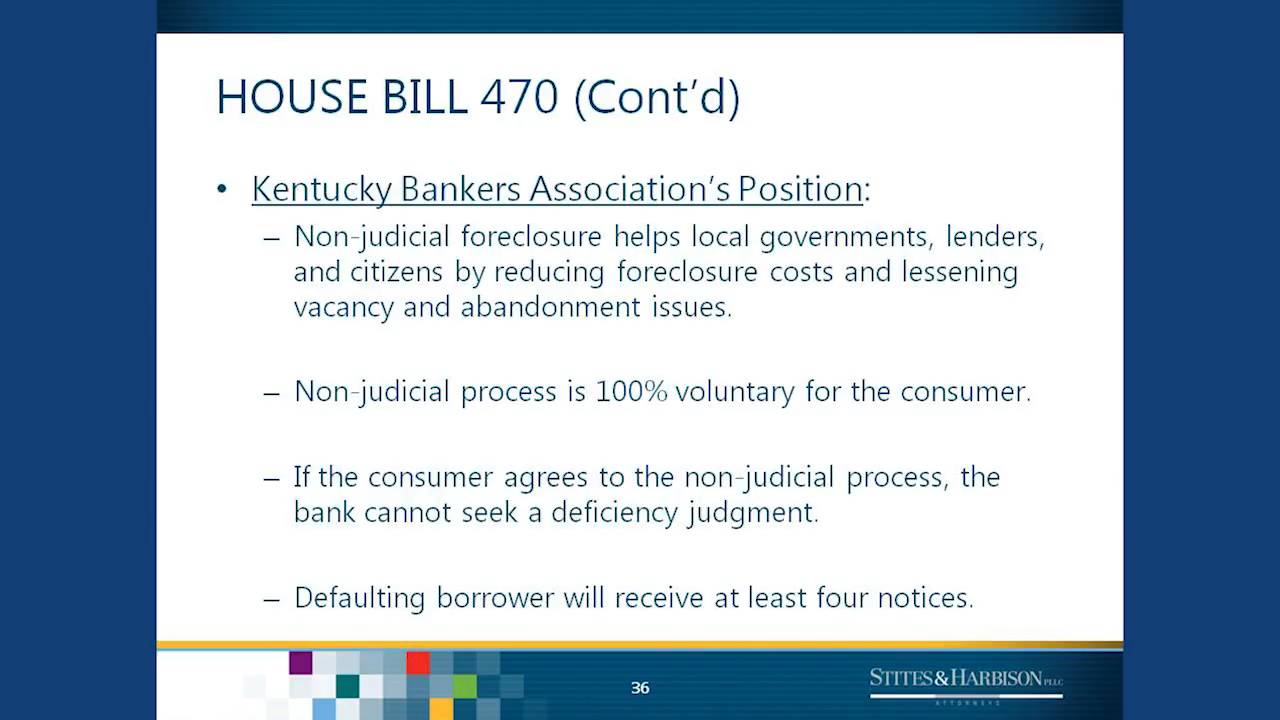 HOUSE BILL 470 (Cont’d)
• Kentucky Bankers Association’s Position:
– Non-judicial foreclosure helps local governments, lenders,
and citizens by reducing foreclosure costs and lessening
vacancy and abandonment issues.
– Non-judicial process is 100% voluntary for the consumer.
– If the consumer agrees to the non-judicial process, the
bank cannot seek a deficiency judgment.
– Defaulting borrower will receive at least four notices.
36
STITES & HARBISON PLLC
ATTORNEYS